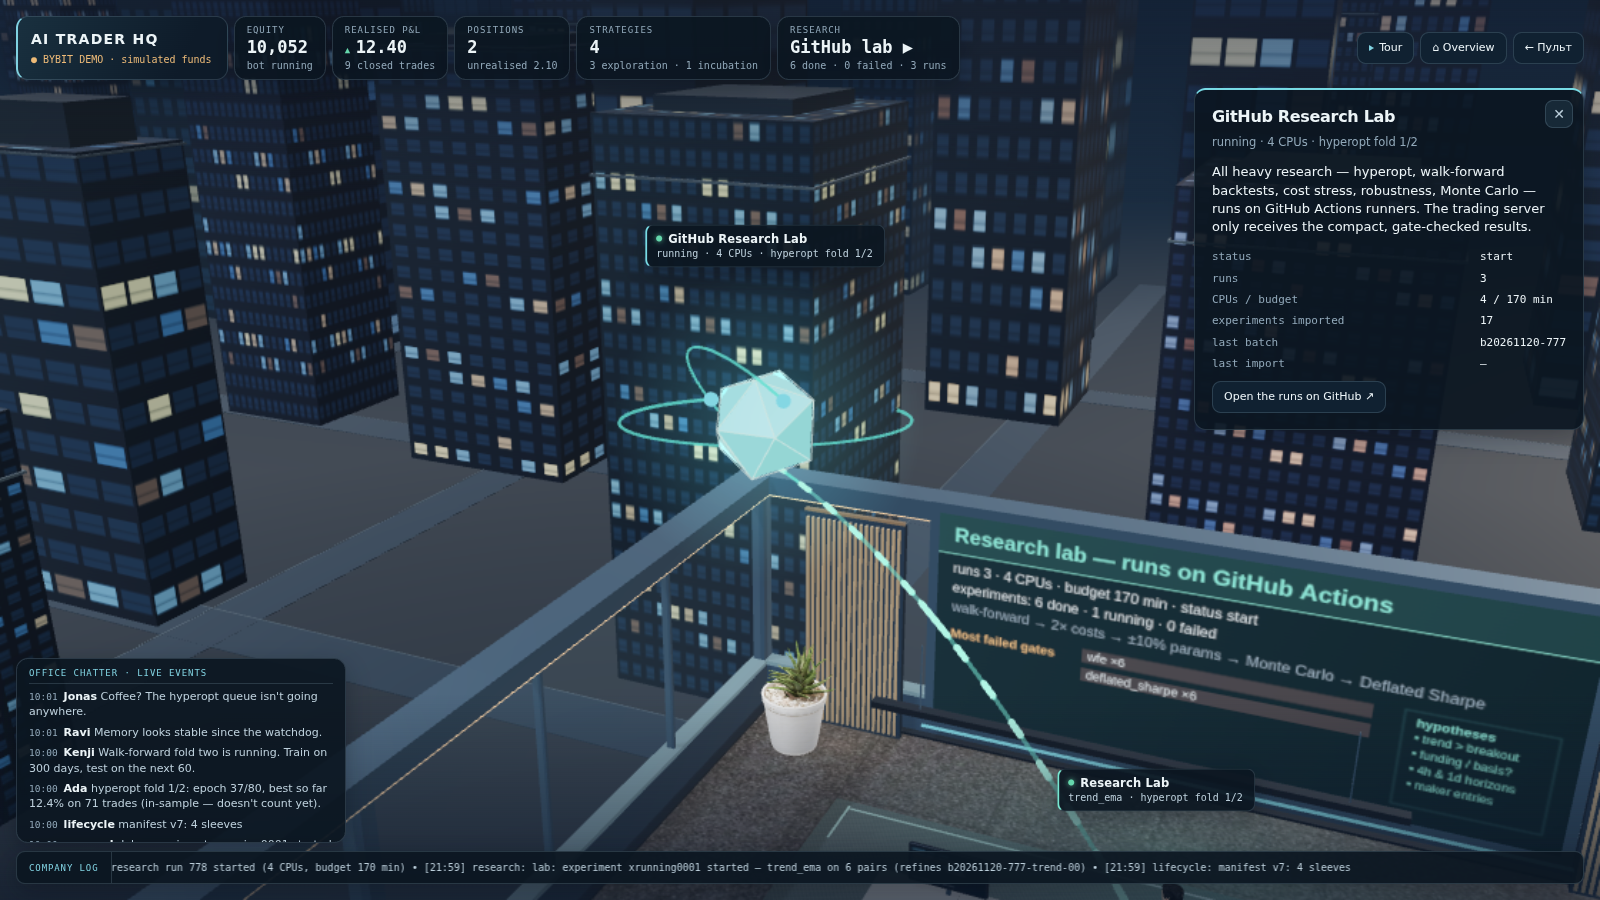 AI TRADER HQ
● BYBIT DEMO · simulated funds
EQUITY
10,052
bot running
REALISED P&L
▲ 12.40
9 closed trades
POSITIONS
2
unrealised 2.10
STRATEGIES
4
3 exploration · 1 incubation
RESEARCH
GitHub lab ▶
6 done · 0 failed · 3 runs
▸ Tour
⌂ Overview
← Пульт
GitHub Research Lab
✕
running · 4 CPUs · hyperopt fold 1/2
All heavy research — hyperopt, walk-forward
backtests, cost stress, robustness, Monte Carlo —
runs on GitHub Actions runners. The trading server
only receives the compact, gate-checked results.
status start
runs 3
CPUs / budget 4 / 170 min
experiments imported 17
last batch b20261120-777
last import —
Open the runs on GitHub ↗
GitHub Research Lab
running · 4 CPUs · hyperopt fold 1/2
Research lab — runs on GitHub Actions
runs 3 · 4 CPUs · budget 170 min · status start
experiments: 6 done · 1 running · 0 failed
walk-forward → 2× costs → ±10% params → Monte Carlo → Deflated Sharpe
Most failed gates
wfe ×6
deflated_sharpe ×6
hypotheses
• trend > breakout
• funding / basis?
• 4h & 1d horizons
• maker entries
Research Lab
trend_ema · hyperopt fold 1/2
OFFICE CHATTER · LIVE EVENTS
10:01 Jonas Coffee? The hyperopt queue isn't going
anywhere.
10:01 Ravi Memory looks stable since the watchdog.
10:00 Kenji Walk-forward fold two is running. Train on
300 days, test on the next 60.
10:00 Ada hyperopt fold 1/2: epoch 37/80, best so far
12.4% on 71 trades (in-sample — doesn't count yet).
10:00 lifecycle manifest v7: 4 sleeves
COMPANY LOG
research run 778 started (4 CPUs, budget 170 min) • [21:59] research: lab: experiment xrunning0001 started — trend_ema on 6 pairs (refines b20261120-777-trend-00) • [21:59] lifecycle: manifest v7: 4 sleeves